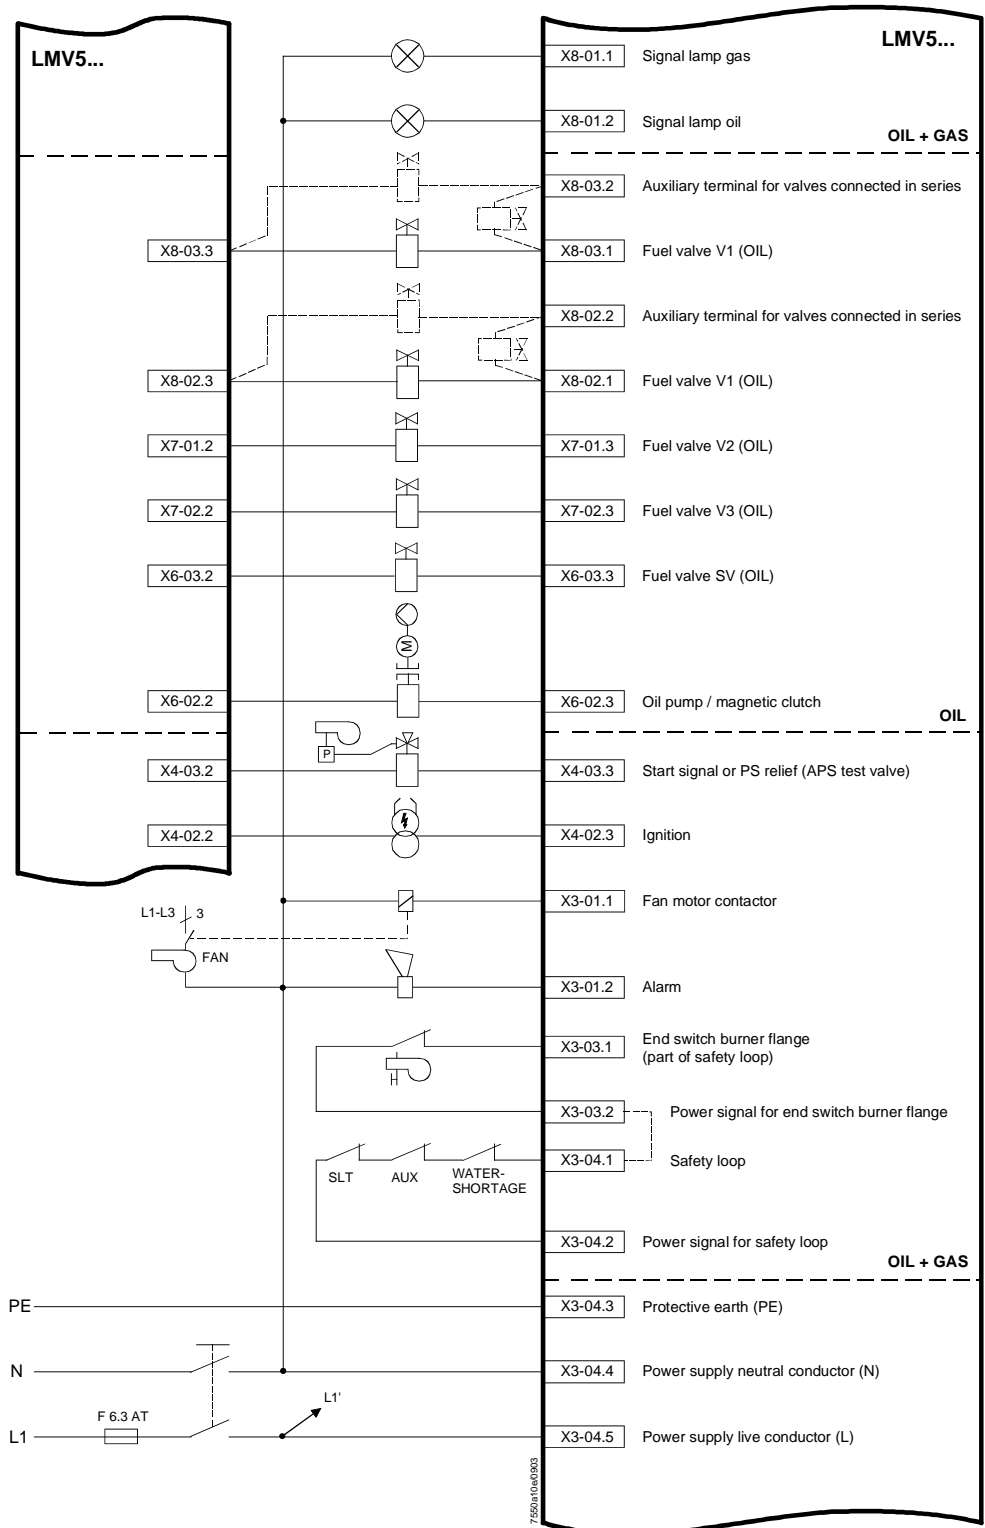 LMV5...
LMV5...
X8-01.1 Signal lamp gas
X8-01.2 Signal lamp oil
OIL + GAS
X8-03.2 Auxiliary terminal for valves connected in series
X8-03.3 X8-03.1 Fuel valve V1 (OIL)
X8-02.2 Auxiliary terminal for valves connected in series
X8-02.3 X8-02.1 Fuel valve V1 (OIL)
X7-01.2 X7-01.3 Fuel valve V2 (OIL)
X7-02.2 X7-02.3 Fuel valve V3 (OIL)
X6-03.2 X6-03.3 Fuel valve SV (OIL)
M
X6-02.2 X6-02.3 Oil pump / magnetic clutch
OIL
P
X4-03.2 X4-03.3 Start signal or PS relief (APS test valve)
X4-02.2 X4-02.3 Ignition
X3-01.1 Fan motor contactor
L1-L3 3
FAN
X3-01.2 Alarm
X3-03.1 End switch burner flange
(part of safety loop)
X3-03.2 Power signal for end switch burner flange
X3-04.1 Safety loop
SLT AUX WATER-
SHORTAGE
X3-04.2 Power signal for safety loop
OIL + GAS
PE X3-04.3 Protective earth (PE)
N X3-04.4 Power supply neutral conductor (N)
L1'
F 6.3 AT
L1 X3-04.5 Power supply live conductor (L)
7550a10e/0903